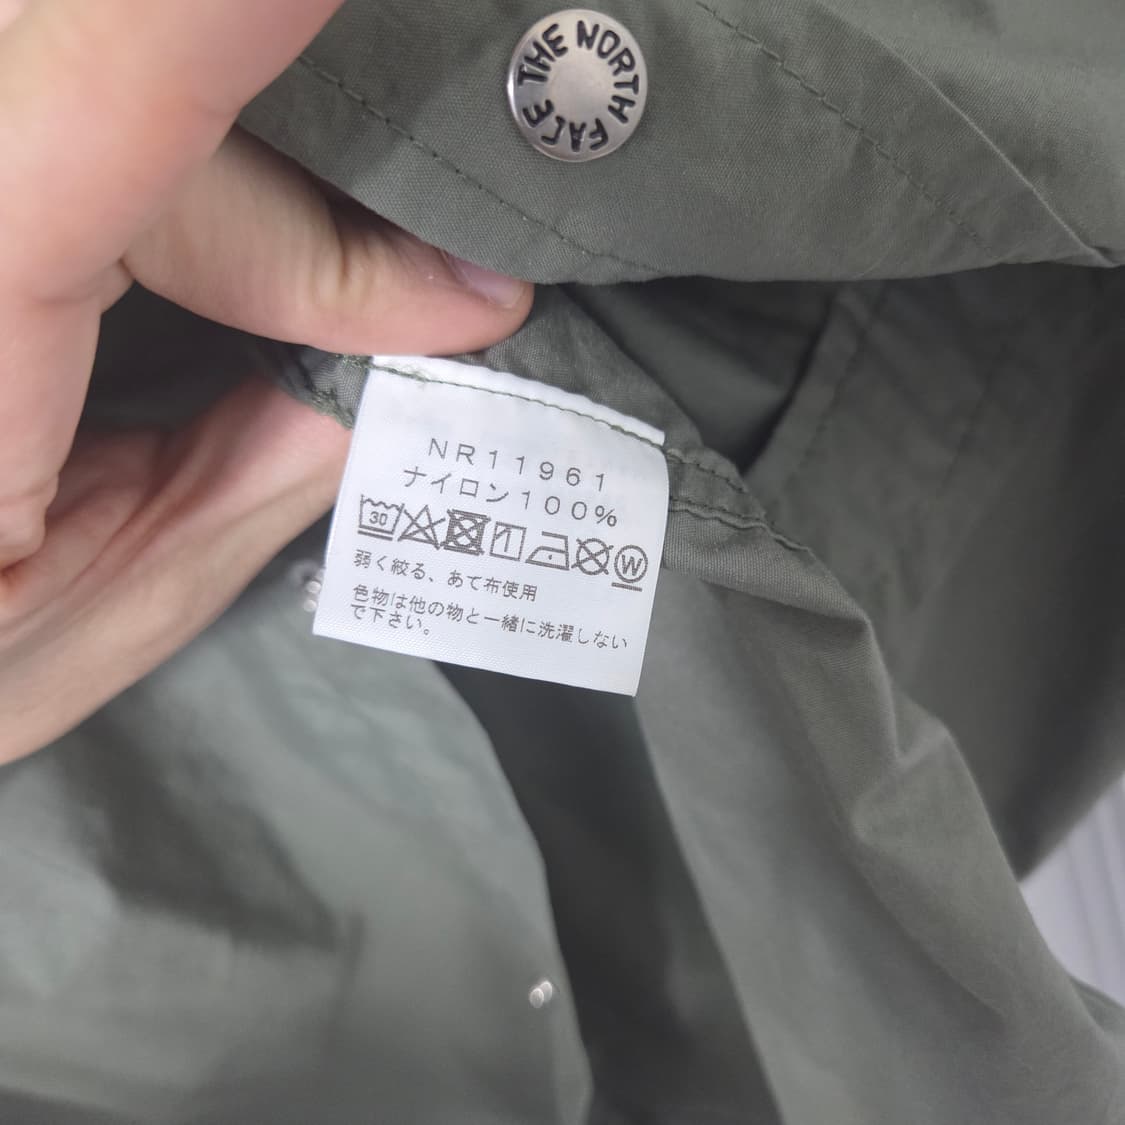 THE NORTH FACE
NR11961
ナイロン100%
30 W
弱く絞る、あて布使用
色物は他の物と一緒に洗濯しない
で下さい。